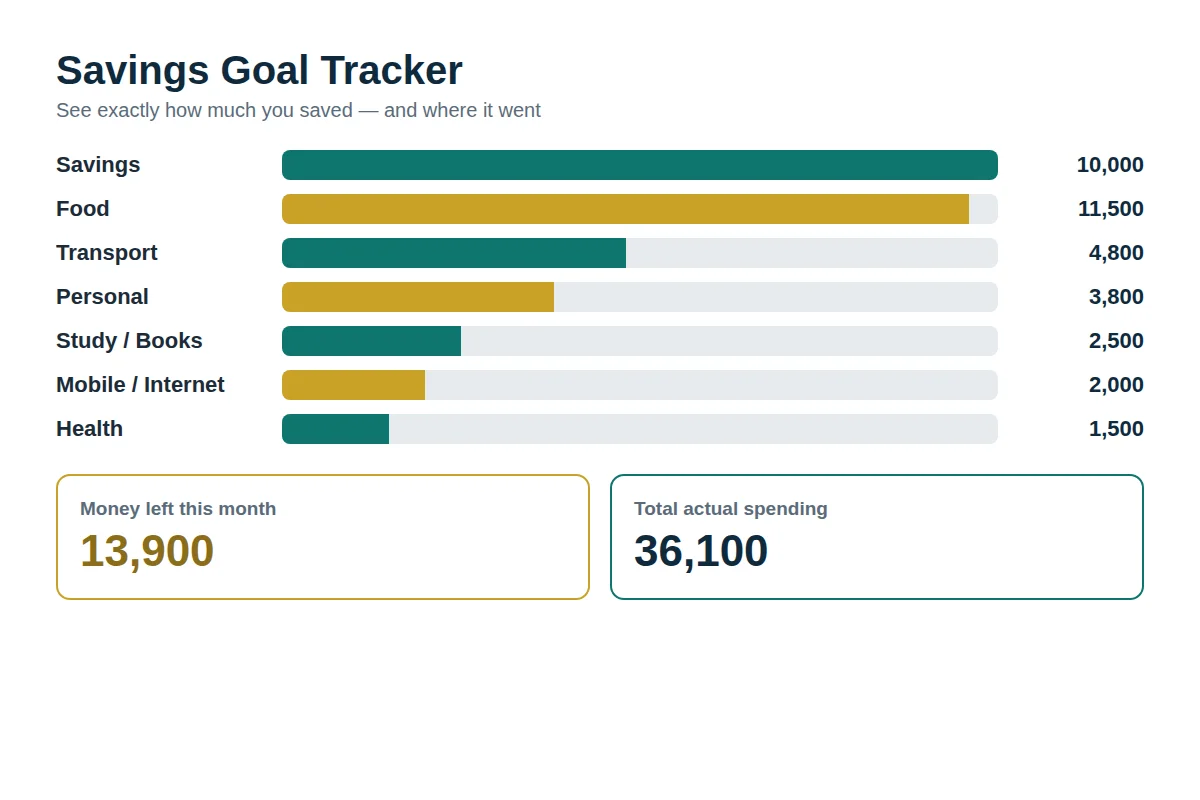 Savings Goal Tracker
See exactly how much you saved — and where it went
Savings 10,000
Food 11,500
Transport 4,800
Personal 3,800
Study / Books 2,500
Mobile / Internet 2,000
Health 1,500
Money left this month Total actual spending
13,900 36,100